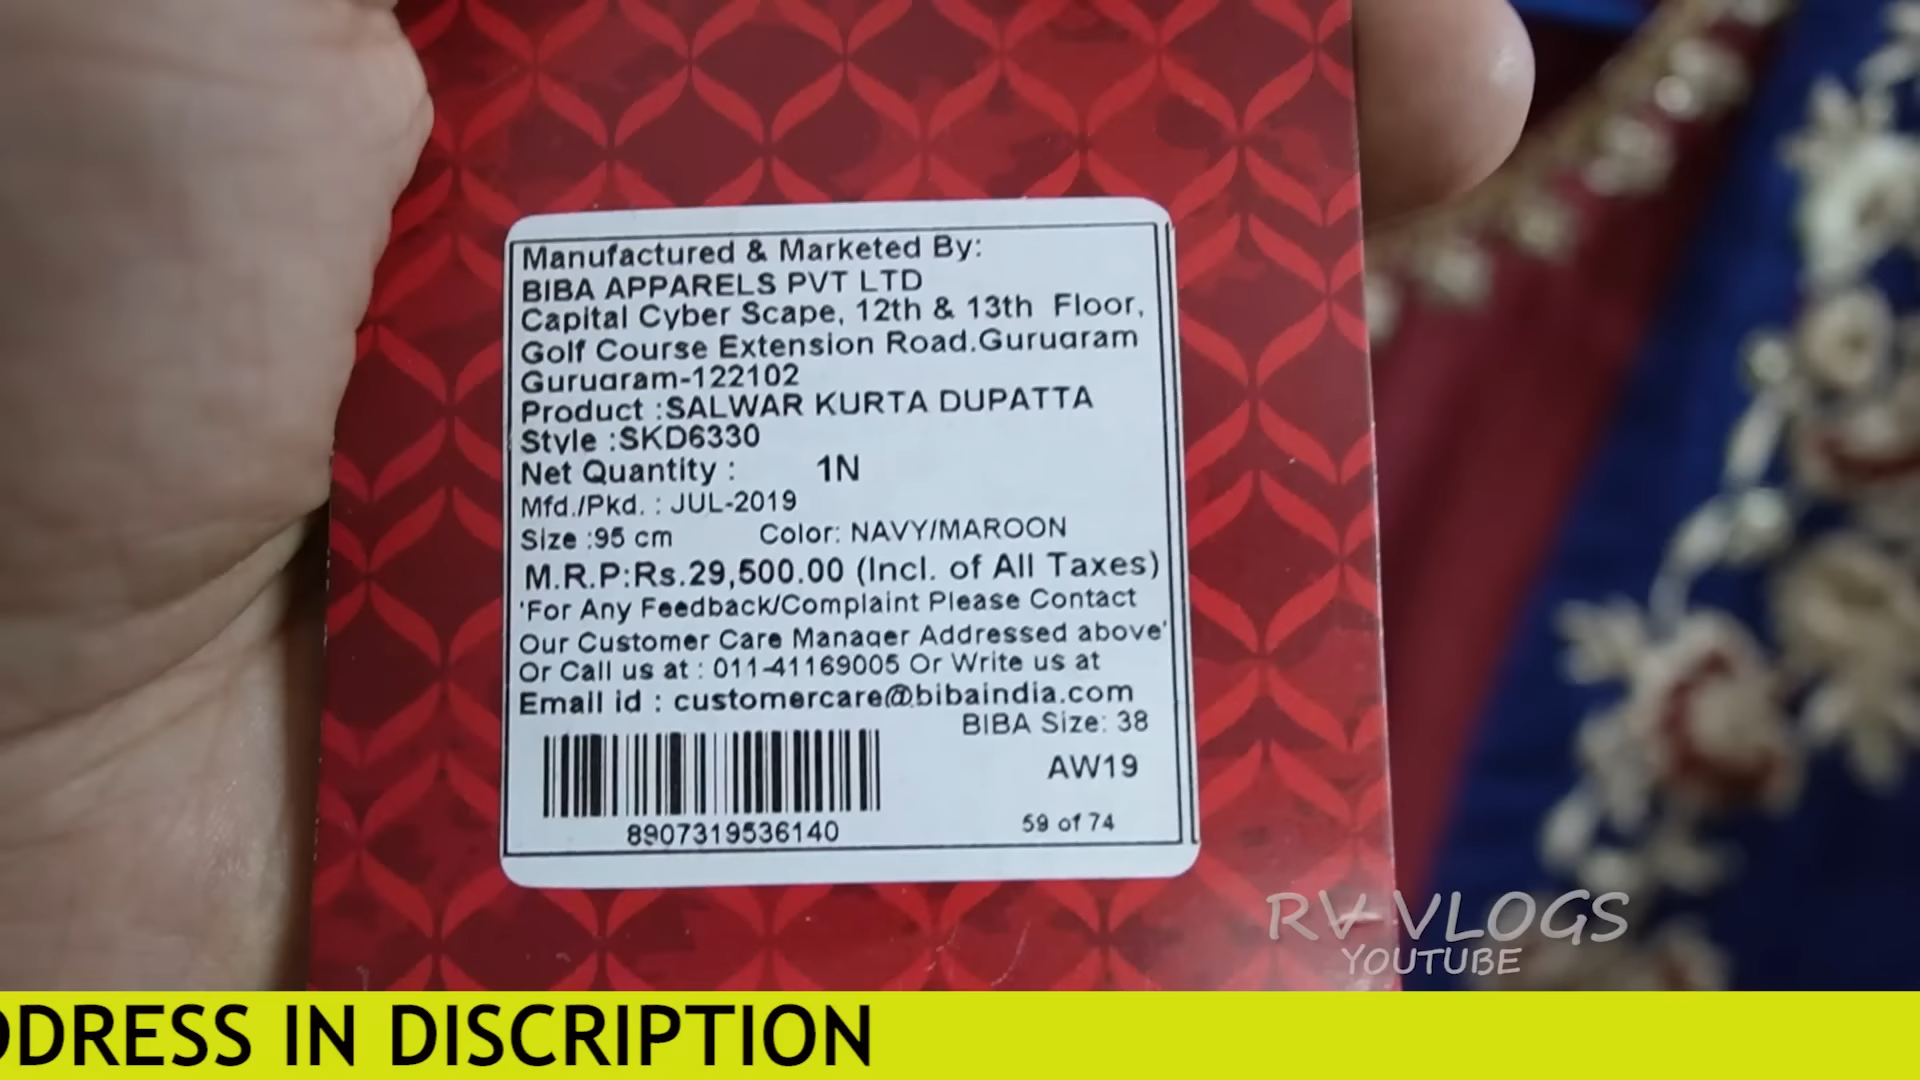 Manufactured & Marketed By:
BIBA APPARELS PVT LTD
Capital Cyber Scape, 12th & 13th Floor,
Golf Course Extension Road.Gurugram
Gurugram-122102
Product :SALWAR KURTA DUPATTA
Style :SKD6330
Net Quantity : 1N
Mfd./Pkd. : JUL-2019
Size :95 cm Color: NAVY/MAROON
M.R.P:Rs.29,500.00 (Incl. of All Taxes)
'For Any Feedback/Complaint Please Contact
Our Customer Care Manager Addressed above'
Or Call us at : 011-41169005 Or Write us at
Email id : customercare@bibaindia.com
BIBA Size: 38
AW19
59 of 74
8907319536140
RV VLOGS
YOUTUBE
DDRESS IN DISCRIPTION